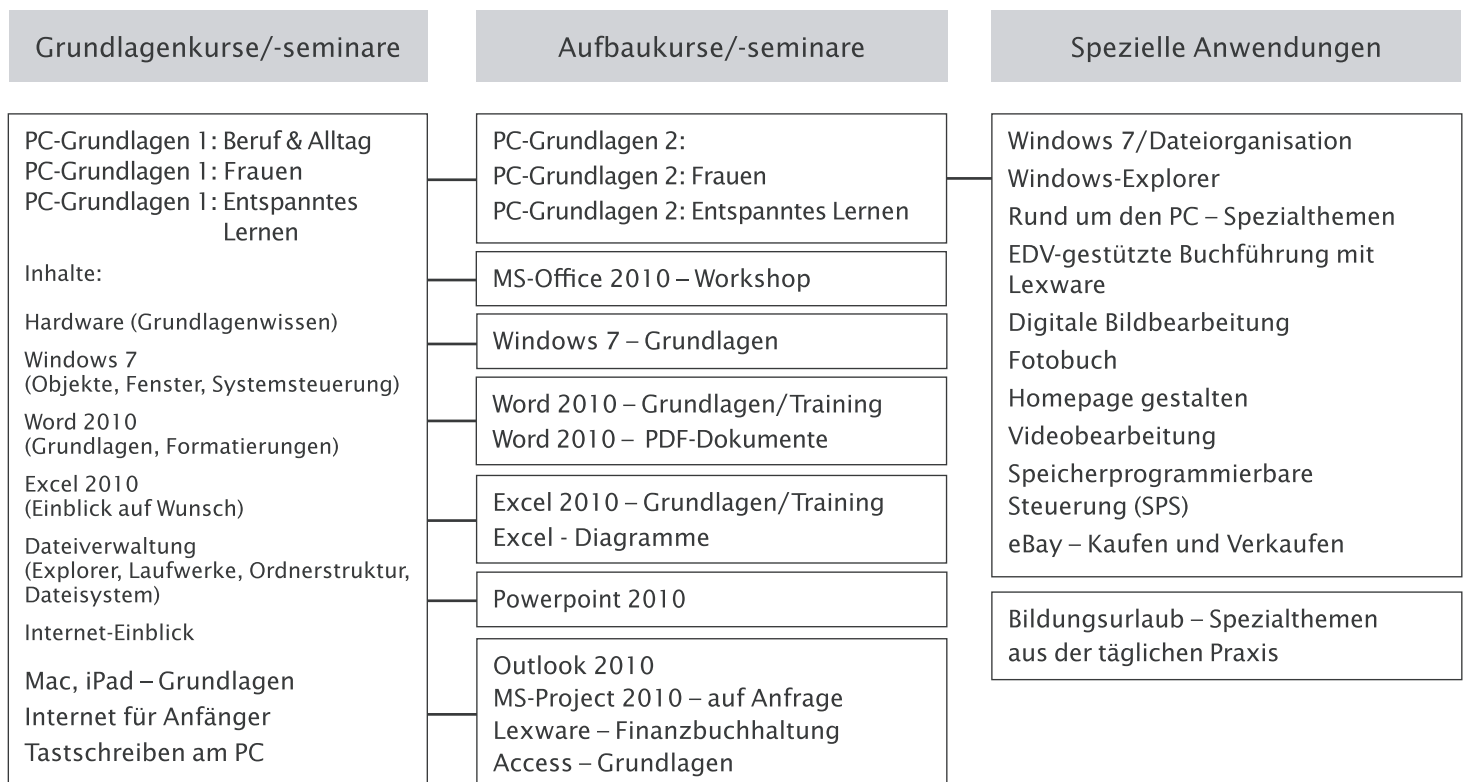 Grundlagenkurse/-seminare
PC-Grundlagen 1: Beruf & Alltag
PC-Grundlagen 1: Frauen
PC-Grundlagen 1: Entspanntes
Lernen
Inhalte:
Hardware (Grundlagenwissen)
Windows 7
(Objekte, Fenster, Systemsteuerung)
Word 2010
(Grundlagen, Formatierungen)
Excel 2010
(Einblick auf Wunsch)
Dateiverwaltung
(Explorer, Laufwerke, Ordnerstruktur,
Dateisystem)
Internet-Einblick
Mac, iPad – Grundlagen
Internet für Anfänger
Tastschreiben am PC
Aufbaukurse/-seminare
PC-Grundlagen 2:
PC-Grundlagen 2: Frauen
PC-Grundlagen 2: Entspanntes Lernen
MS-Office 2010 – Workshop
Windows 7 – Grundlagen
Word 2010 – Grundlagen/Training
Word 2010 – PDF-Dokumente
Excel 2010 – Grundlagen/Training
Excel - Diagramme
Powerpoint 2010
Outlook 2010
MS-Project 2010 – auf Anfrage
Lexware – Finanzbuchhaltung
Access – Grundlagen
Spezielle Anwendungen
Windows 7/Dateiorganisation
Windows-Explorer
Rund um den PC – Spezialthemen
EDV-gestützte Buchführung mit
Lexware
Digitale Bildbearbeitung
Fotobuch
Homepage gestalten
Videobearbeitung
Speicherprogrammierbare
Steuerung (SPS)
eBay – Kaufen und Verkaufen
Bildungsurlaub – Spezialthemen
aus der täglichen Praxis